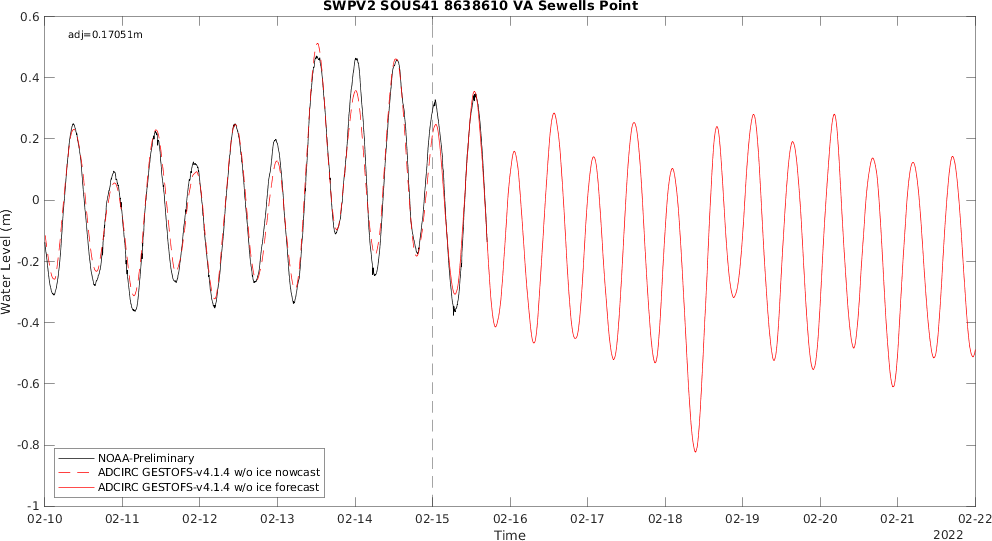 SWPV2 SOUS41 8638610 VA Sewells Point
adj=0.17051m
0.6
0.4
0.2
0
-0.2
-0.4
-0.6
-0.8
-1
Water Level (m)
NOAA-Preliminary
ADCIRC GESTOFS-v4.1.4 w/o ice nowcast
ADCIRC GESTOFS-v4.1.4 w/o ice forecast
02-10 02-11 02-12 02-13 02-14 02-15 02-16 02-17 02-18 02-19 02-20 02-21 02-22
Time
2022